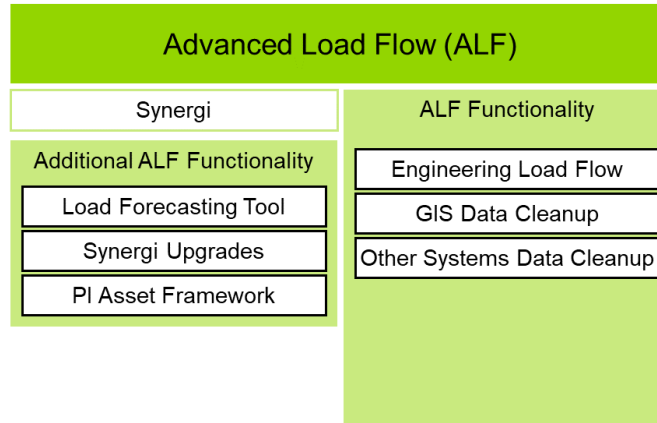 Advanced Load Flow (ALF)
Synergi
Additional ALF Functionality
Load Forecasting Tool
Synergi Upgrades
PI Asset Framework
ALF Functionality
Engineering Load Flow
GIS Data Cleanup
Other Systems Data Cleanup